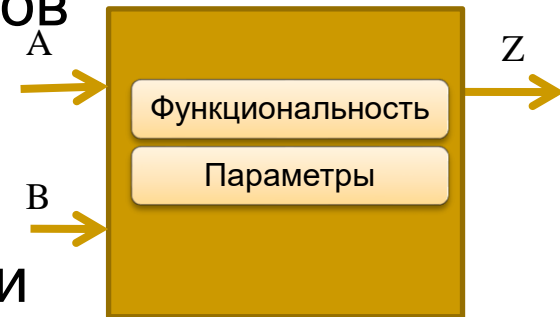 ов
A
Z
Функциональность
Параметры
B
и